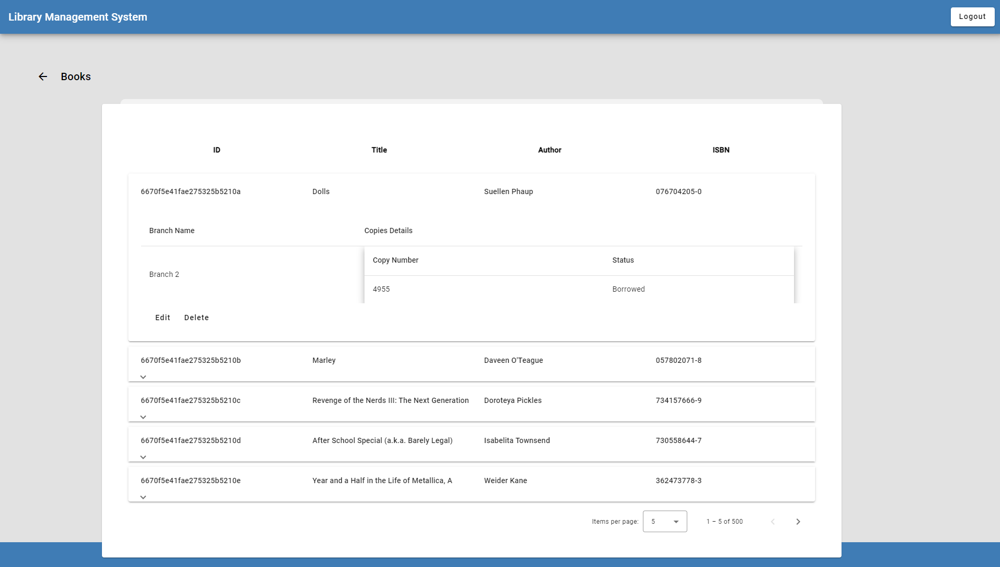 Library Management System
Logout
Books
ID Title Author ISBN
6670f5e41fae275325b5210a Dolls Suellen Phaup 076704205-0
Branch Name Copies Details
Copy Number Status
Branch 2
4955 Borrowed
Edit Delete
6670f5e41fae275325b5210b Marley Daveen O'Teague 057802071-8
6670f5e41fae275325b5210c Revenge of the Nerds III: The Next Generation Doroteya Pickles 734157666-9
6670f5e41fae275325b5210d After School Special (a.k.a. Barely Legal) Isabelita Townsend 730558644-7
6670f5e41fae275325b5210e Year and a Half in the Life of Metallica, A Weider Kane 362473778-3
Items per page: 5 1 – 5 of 500